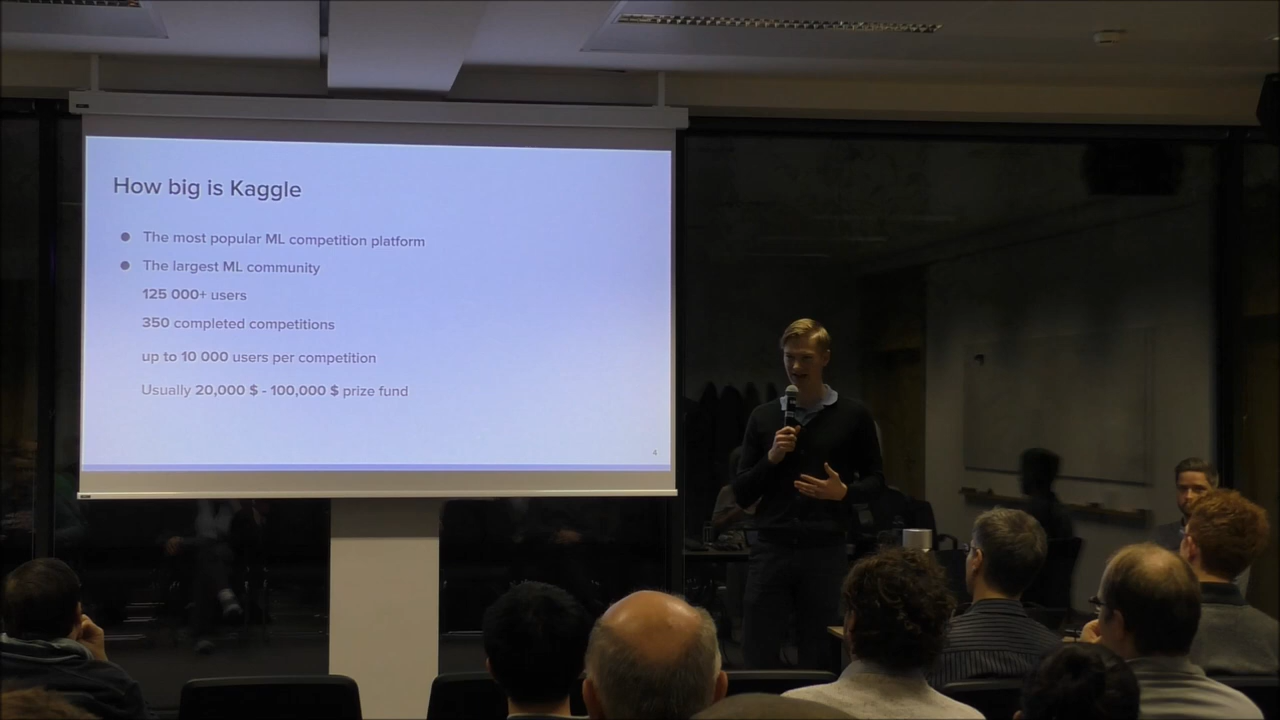 How big is Kaggle
● The most popular ML competition platform
● The largest ML community
125 000+ users
350 completed competitions
up to 10 000 users per competition
Usually 20,000 $ - 100,000 $ prize fund
4